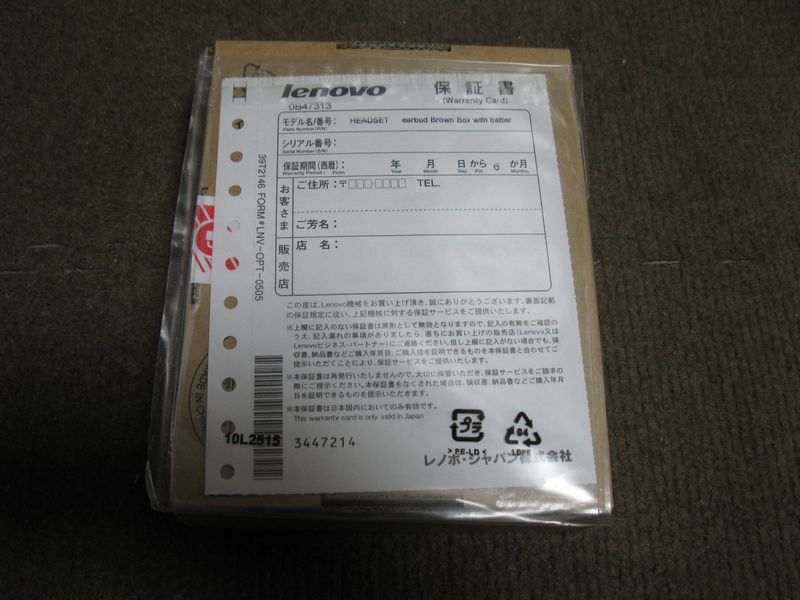 lenovo 保証書
(Warranty Card)
0B47313
モデル名/番号: HEADSET earbud Brown Box with batter
Parts Number (P/N)
シリアル番号:
Serial Number (S/N)
保証期間(西暦): 年 月 日から 6 か月
Warranty Period: From Year Month Day For Months
お客さま
ご住所:〒□□□-□□□□ TEL.
ご芳名:
販売店
店名:
この度は、Lenovo機械をお買い上げ頂き、誠にありがとうございます。裏面記載
の保証規定に従い、上記機械に対する保証サービスをご提供いたします。
※上欄に記入のない保証書は原則として無効となりますので、記入の有無をご確認の
うえ、記入漏れの事項がありましたら、直ちにお買い上げの販売店(Lenovo又は
Lenovoビジネス・パートナー)にご連絡ください。但し上欄に記入がない場合でも、領
収書、納品書などご購入年月日、ご購入店を証明できるものを本保証書と合わせてご
提示いただくことにより、保証サービスをご提供いたします。
※本保証書は再発行いたしませんので、大切に保管いただき、保証サービスをご請求の
際にご提示ください。本保証書をなくされた場合は、領収書、納品書などご購入年月
日を証明できるものを提示いただきます。
※本保証書は日本国内においてのみ有効です。
This warranty card is only valid in Japan
プラ
>PE-LD<
04
LDPE
レノボ・ジャパン株式会社
10L2515 3447214
39T2146 FORM#LNV-OPT-0505
MADE IN CHIN